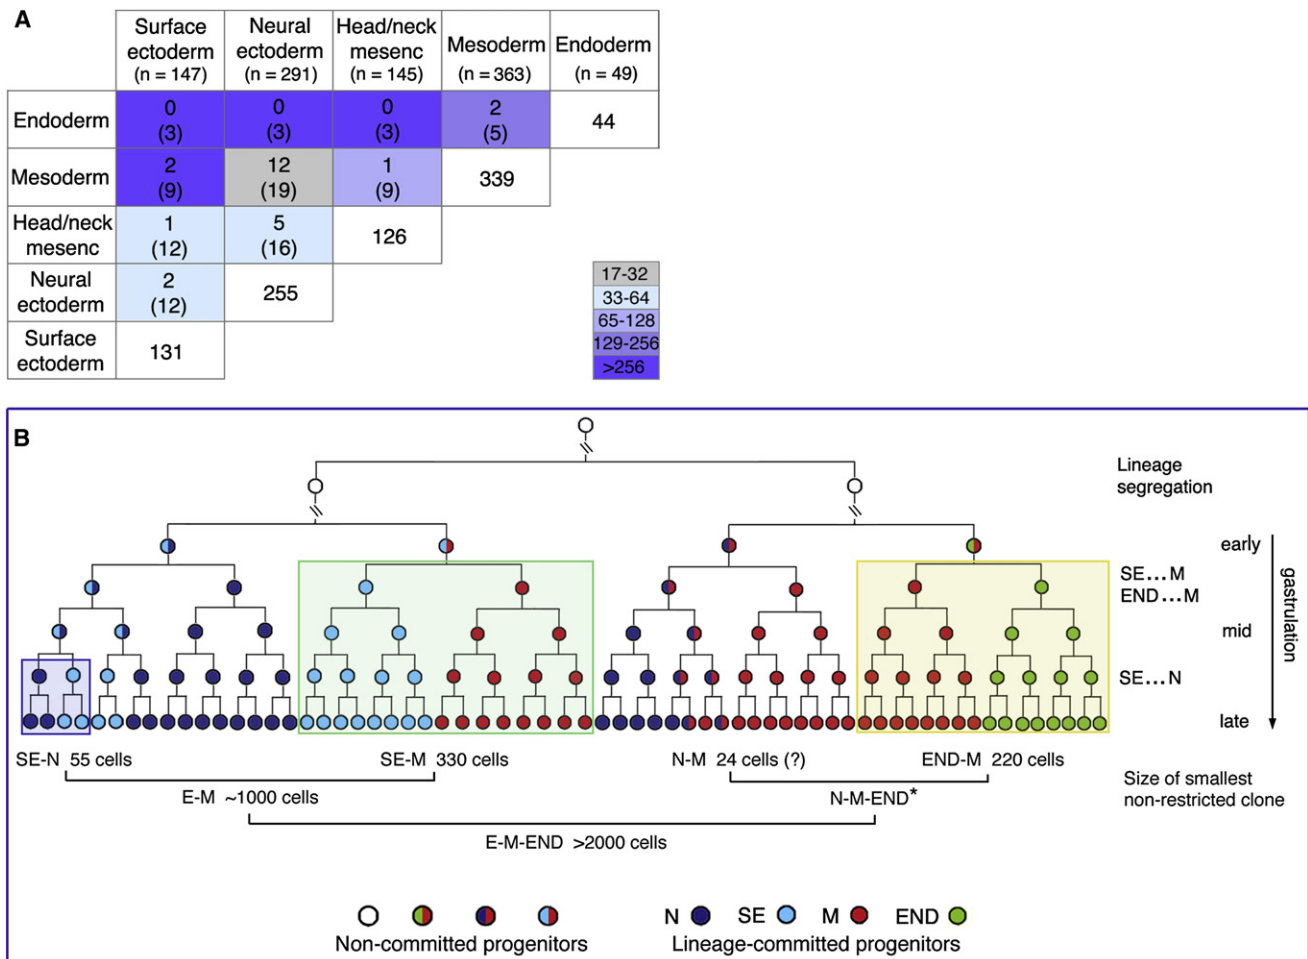 A
Surface ectoderm (n = 147)
Neural ectoderm (n = 291)
Head/neck mesenc (n = 145)
Mesoderm (n = 363)
Endoderm (n = 49)
Endoderm
0 (3)
0 (3)
0 (3)
2 (5)
44
Mesoderm
2 (9)
12 (19)
1 (9)
339
Head/neck mesenc
1 (12)
5 (16)
126
Neural ectoderm
2 (12)
255
Surface ectoderm
131
17-32
33-64
65-128
129-256
>256
B
Lineage segregation
early
SE...M
END...M
mid
SE...N
late
gastrulation
SE-N 55 cells
SE-M 330 cells
N-M 24 cells (?)
END-M 220 cells
Size of smallest non-restricted clone
E-M ~1000 cells
N-M-END*
E-M-END >2000 cells
N
SE
M
END
Non-committed progenitors
Lineage-committed progenitors